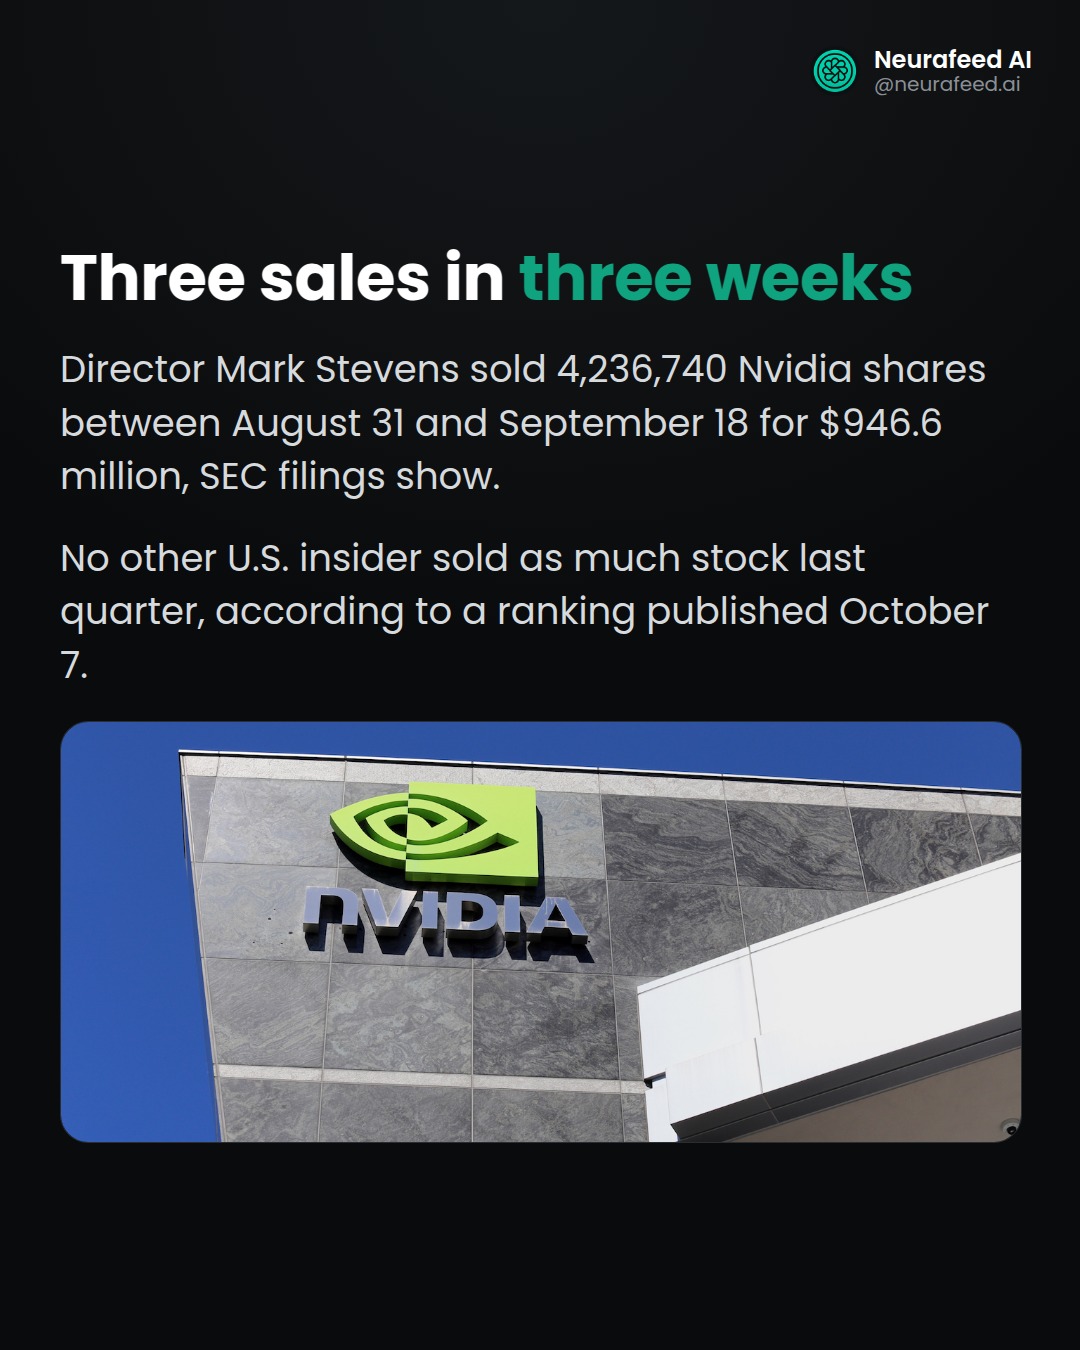 Neurafeed AI
@neurafeed.ai
Three sales in three weeks
Director Mark Stevens sold 4,236,740 Nvidia shares
between August 31 and September 18 for $946.6
million, SEC filings show.
No other U.S. insider sold as much stock last
quarter, according to a ranking published October
7.
NVIDIA